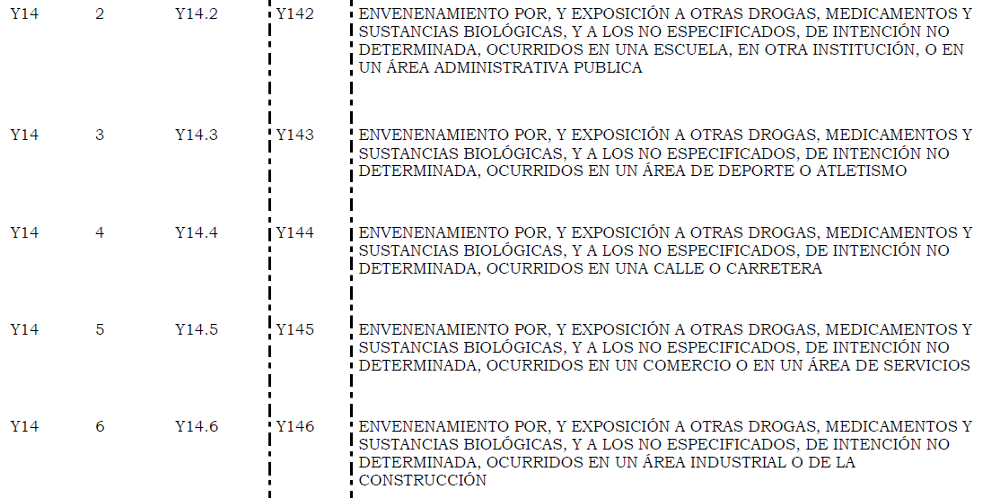 Y14 2 Y14.2 Y142 ENVENENAMIENTO POR, Y EXPOSICIÓN A OTRAS DROGAS, MEDICAMENTOS Y
SUSTANCIAS BIOLÓGICAS, Y A LOS NO ESPECIFICADOS, DE INTENCIÓN NO
DETERMINADA, OCURRIDOS EN UNA ESCUELA, EN OTRA INSTITUCIÓN, O EN
UN ÁREA ADMINISTRATIVA PUBLICA
Y14 3 Y14.3 Y143 ENVENENAMIENTO POR, Y EXPOSICIÓN A OTRAS DROGAS, MEDICAMENTOS Y
SUSTANCIAS BIOLÓGICAS, Y A LOS NO ESPECIFICADOS, DE INTENCIÓN NO
DETERMINADA, OCURRIDOS EN UN ÁREA DE DEPORTE O ATLETISMO
Y14 4 Y14.4 Y144 ENVENENAMIENTO POR, Y EXPOSICIÓN A OTRAS DROGAS, MEDICAMENTOS Y
SUSTANCIAS BIOLÓGICAS, Y A LOS NO ESPECIFICADOS, DE INTENCIÓN NO
DETERMINADA, OCURRIDOS EN UNA CALLE O CARRETERA
Y14 5 Y14.5 Y145 ENVENENAMIENTO POR, Y EXPOSICIÓN A OTRAS DROGAS, MEDICAMENTOS Y
SUSTANCIAS BIOLÓGICAS, Y A LOS NO ESPECIFICADOS, DE INTENCIÓN NO
DETERMINADA, OCURRIDOS EN UN COMERCIO O EN UN ÁREA DE SERVICIOS
Y14 6 Y14.6 Y146 ENVENENAMIENTO POR, Y EXPOSICIÓN A OTRAS DROGAS, MEDICAMENTOS Y
SUSTANCIAS BIOLÓGICAS, Y A LOS NO ESPECIFICADOS, DE INTENCIÓN NO
DETERMINADA, OCURRIDOS EN UN ÁREA INDUSTRIAL O DE LA
CONSTRUCCIÓN